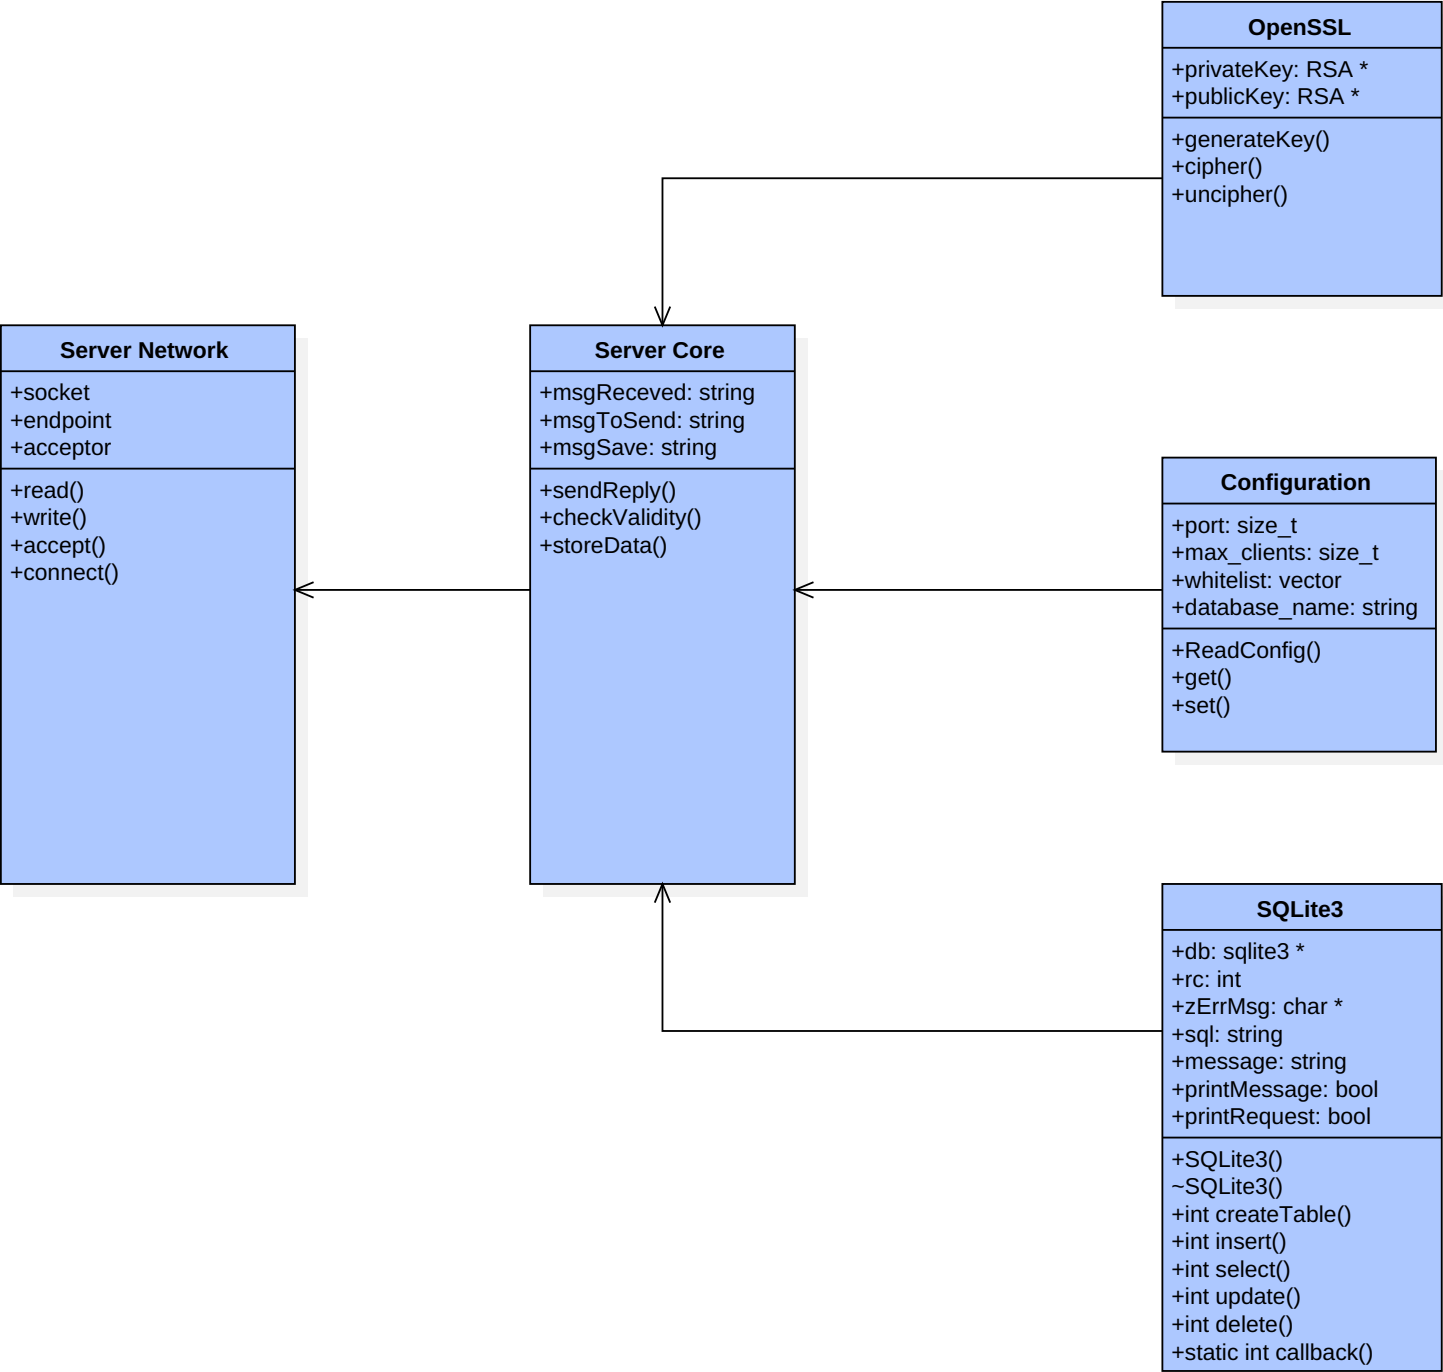 OpenSSL
+privateKey: RSA *
+publicKey: RSA *
+generateKey()
+cipher()
+uncipher()
Server Network
+socket
+endpoint
+acceptor
+read()
+write()
+accept()
+connect()
Server Core
+msgReceved: string
+msgToSend: string
+msgSave: string
+sendReply()
+checkValidity()
+storeData()
Configuration
+port: size_t
+max_clients: size_t
+whitelist: vector
+database_name: string
+ReadConfig()
+get()
+set()
SQLite3
+db: sqlite3 *
+rc: int
+zErrMsg: char *
+sql: string
+message: string
+printMessage: bool
+printRequest: bool
+SQLite3()
~SQLite3()
+int createTable()
+int insert()
+int select()
+int update()
+int delete()
+static int callback()